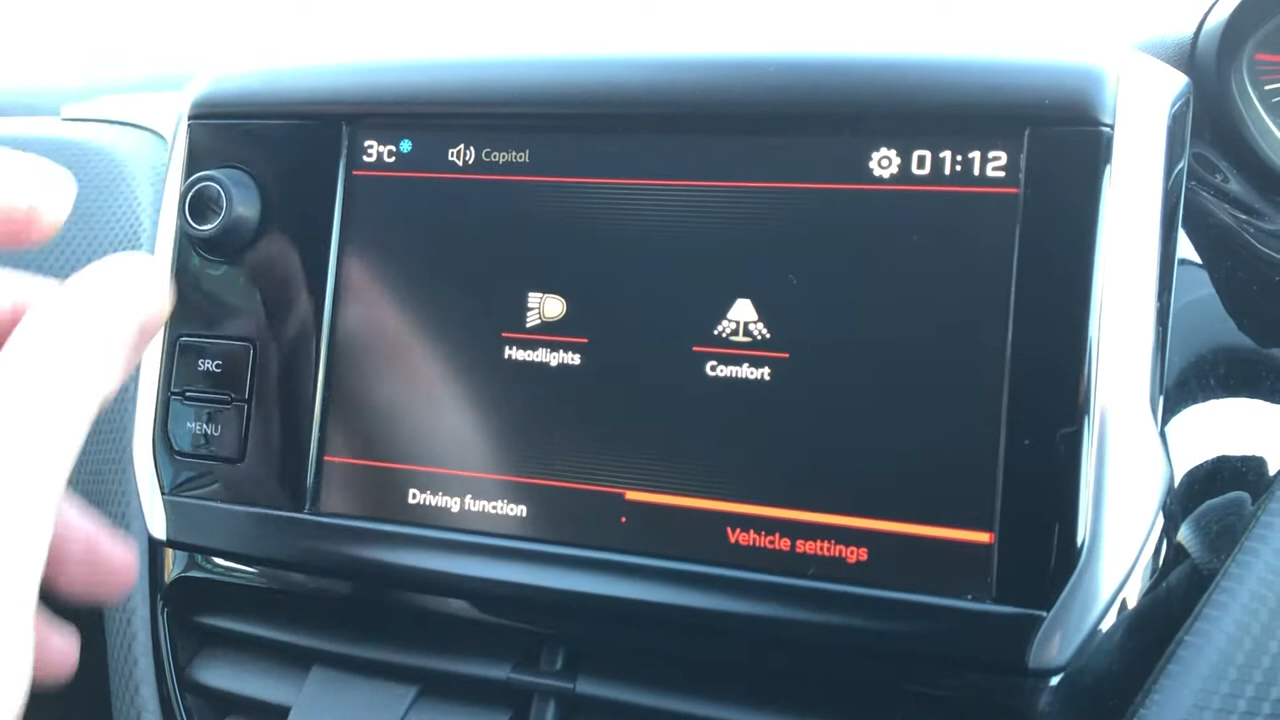 3°C Capital 01:12
Headlights
Comfort
SRC
MENU
Driving function
Vehicle settings